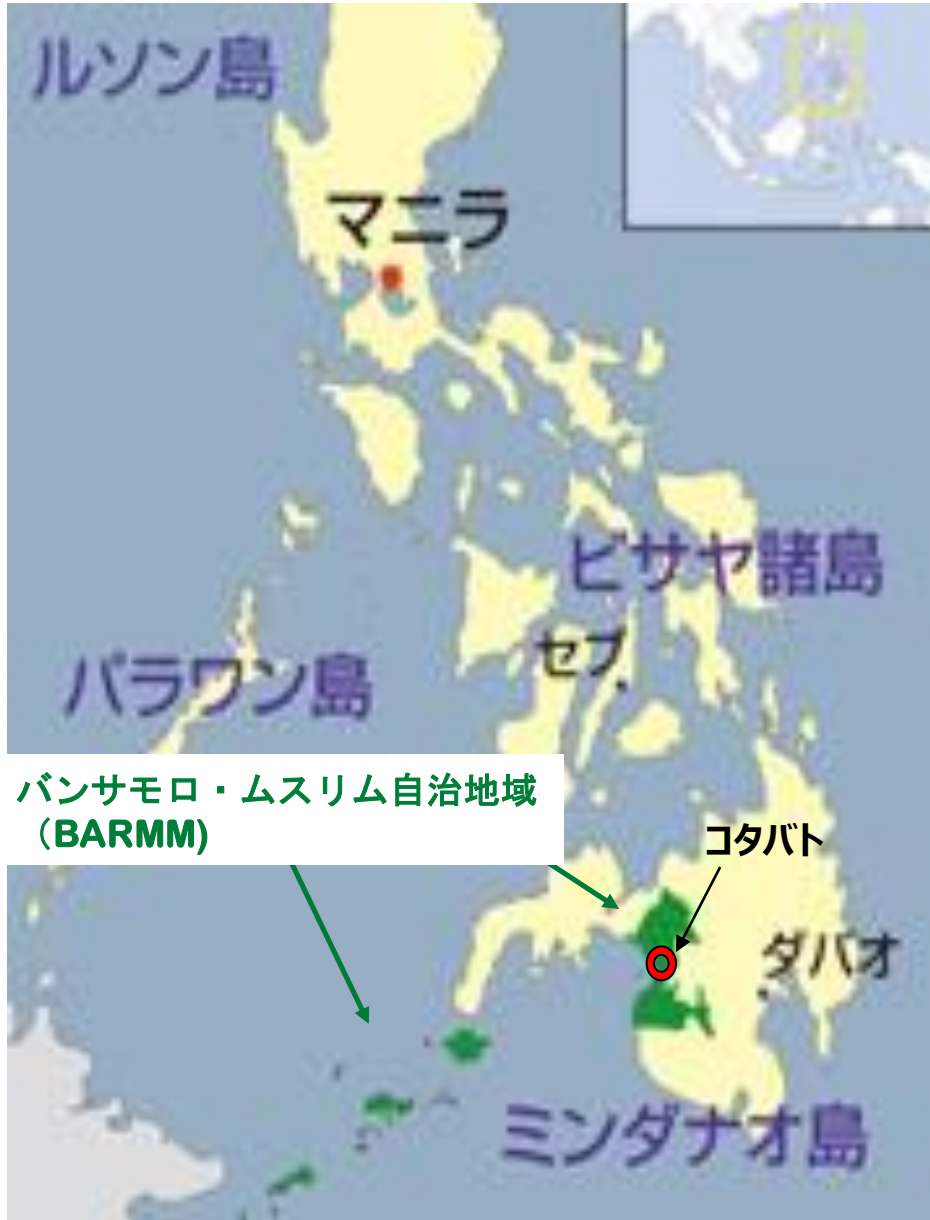 ルソン島
マニラ
ビサヤ諸島
セブ
パラワン島
バンサモロ・ムスリム自治地域
（BARMM)
コタバト
ダバオ
ミンダナオ島